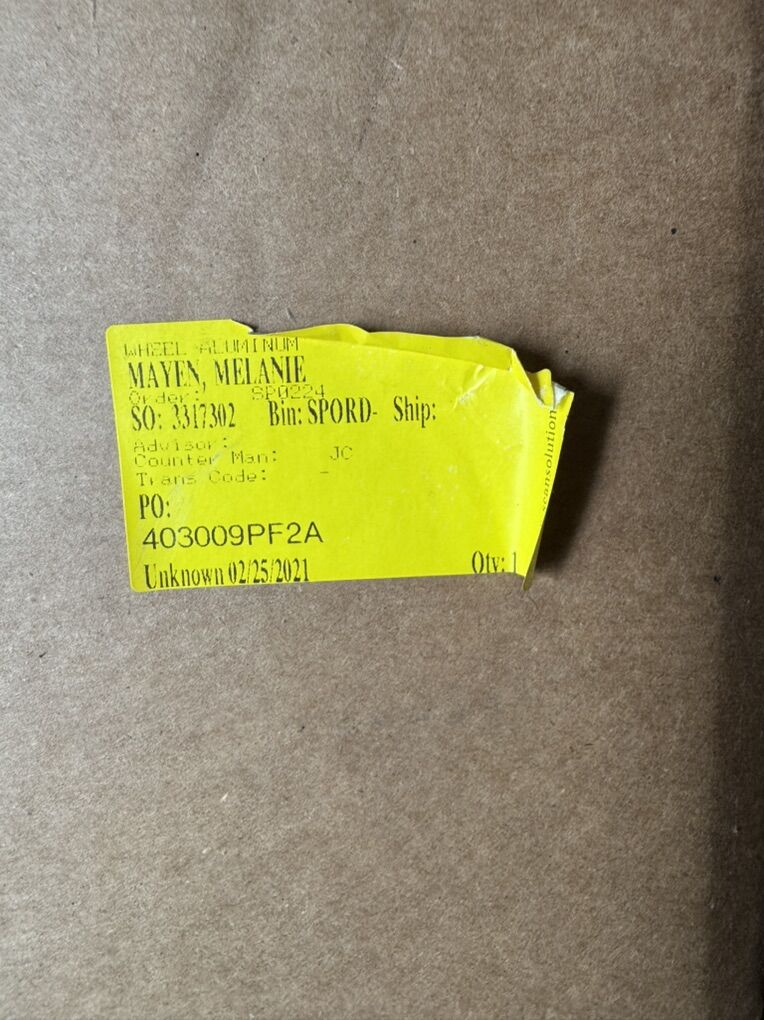 WHEEL ALUMINUM
MAYEN, MELANIE
Order: SP0224
SO: 3317302 Bin: SPORD- Ship:
Advisor:
Counter Man: JC
Trans Code: -
PO:
403009PF2A
Unknown 02/25/2021 Qty: 1
scansolution